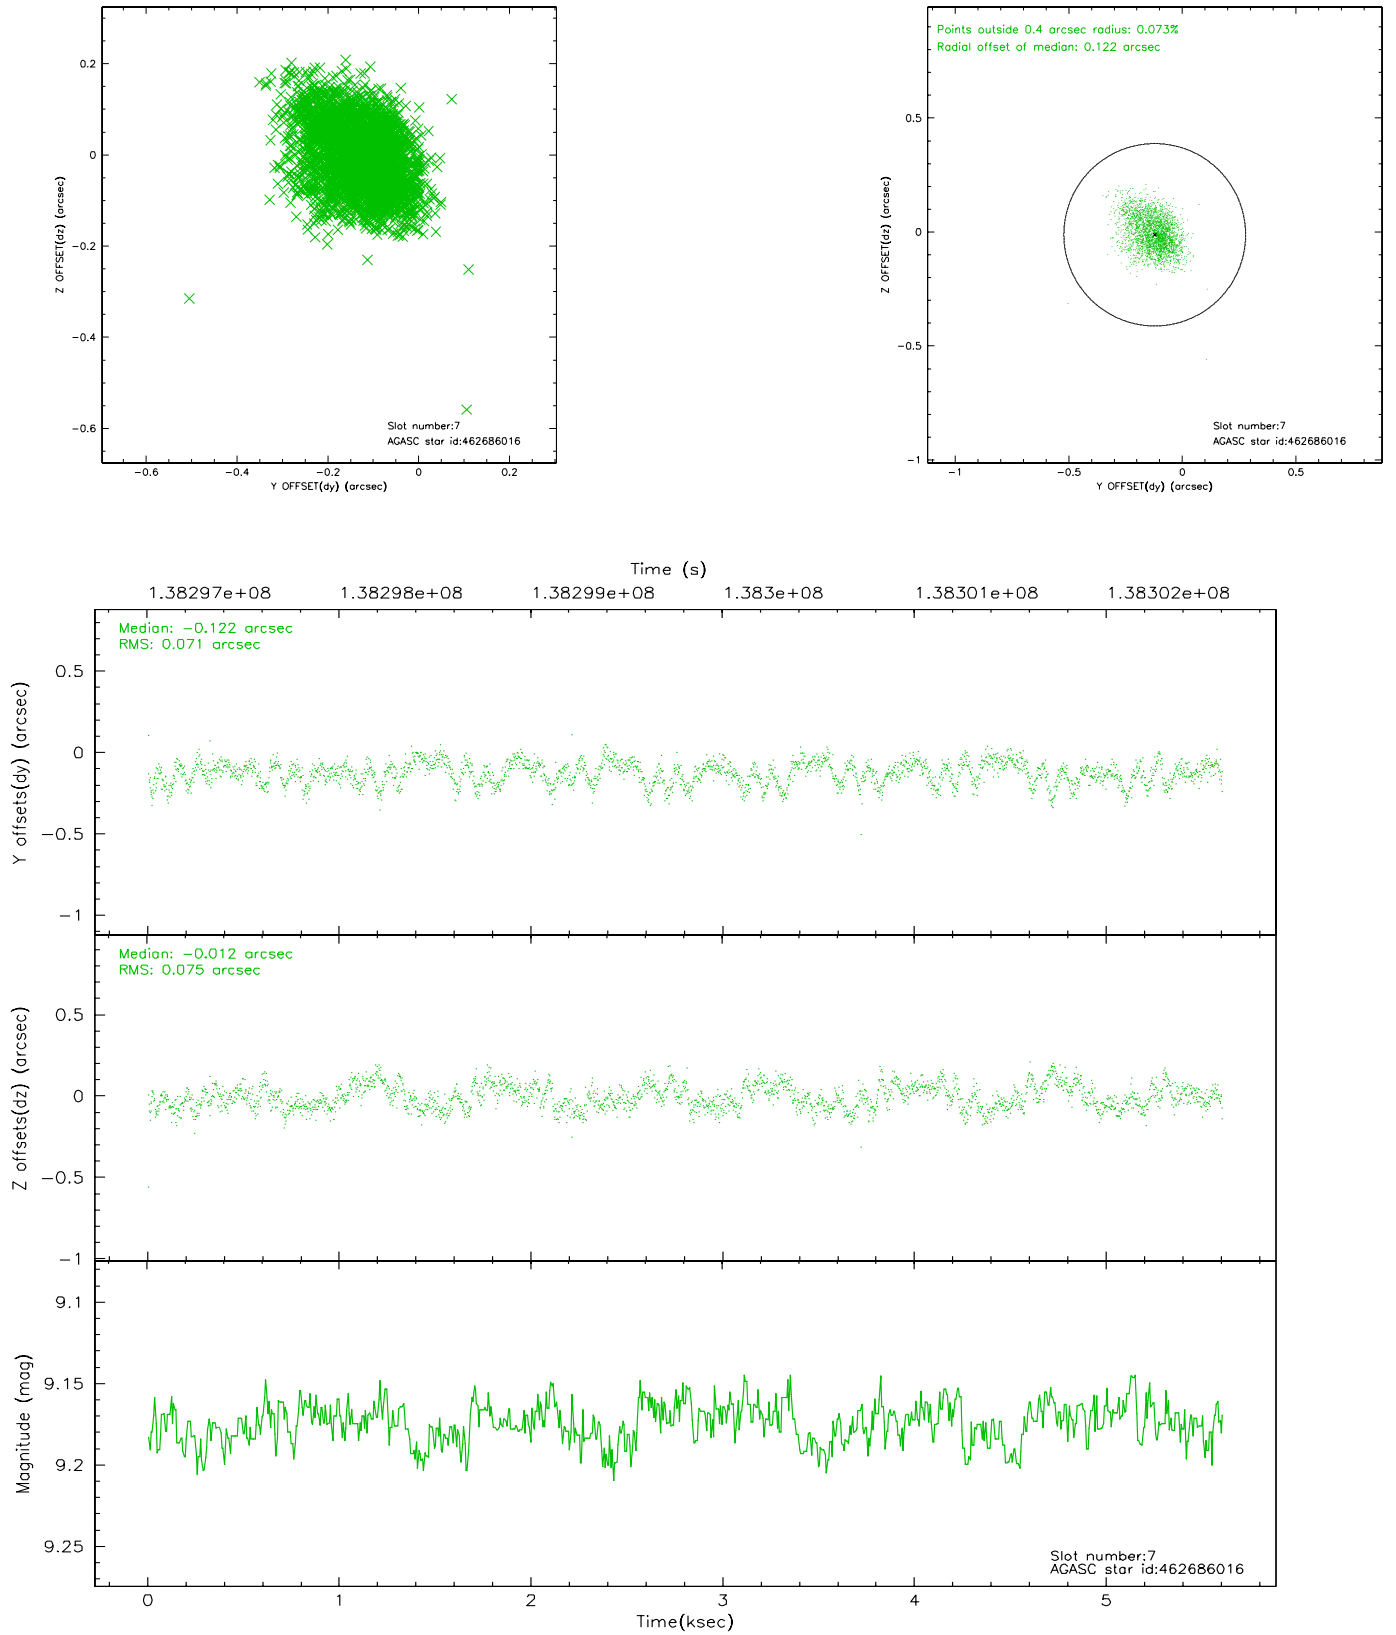 0.2
0
−0.2
−0.4
−0.6
Z OFFSET(dz) (arcsec)
Slot number:7
AGASC star id:462686016
−0.6 −0.4 −0.2 0 0.2
Y OFFSET(dy) (arcsec)
Points outside 0.4 arcsec radius: 0.073%
Radial offset of median: 0.122 arcsec
0.5
0
−0.5
−1
Z OFFSET(dz) (arcsec)
Slot number:7
AGASC star id:462686016
−1 −0.5 0 0.5
Y OFFSET(dy) (arcsec)
Time (s)
1.38297e+08 1.38298e+08 1.38299e+08 1.383e+08 1.38301e+08 1.38302e+08
Median: −0.122 arcsec
RMS: 0.071 arcsec
0.5
0
−0.5
−1
Y offsets(dy) (arcsec)
Median: −0.012 arcsec
RMS: 0.075 arcsec
0.5
0
−0.5
−1
Z offsets(dz) (arcsec)
9.1
9.15
9.2
9.25
Magnitude (mag)
Slot number:7
AGASC star id:462686016
0 1 2 3 4 5
Time(ksec)